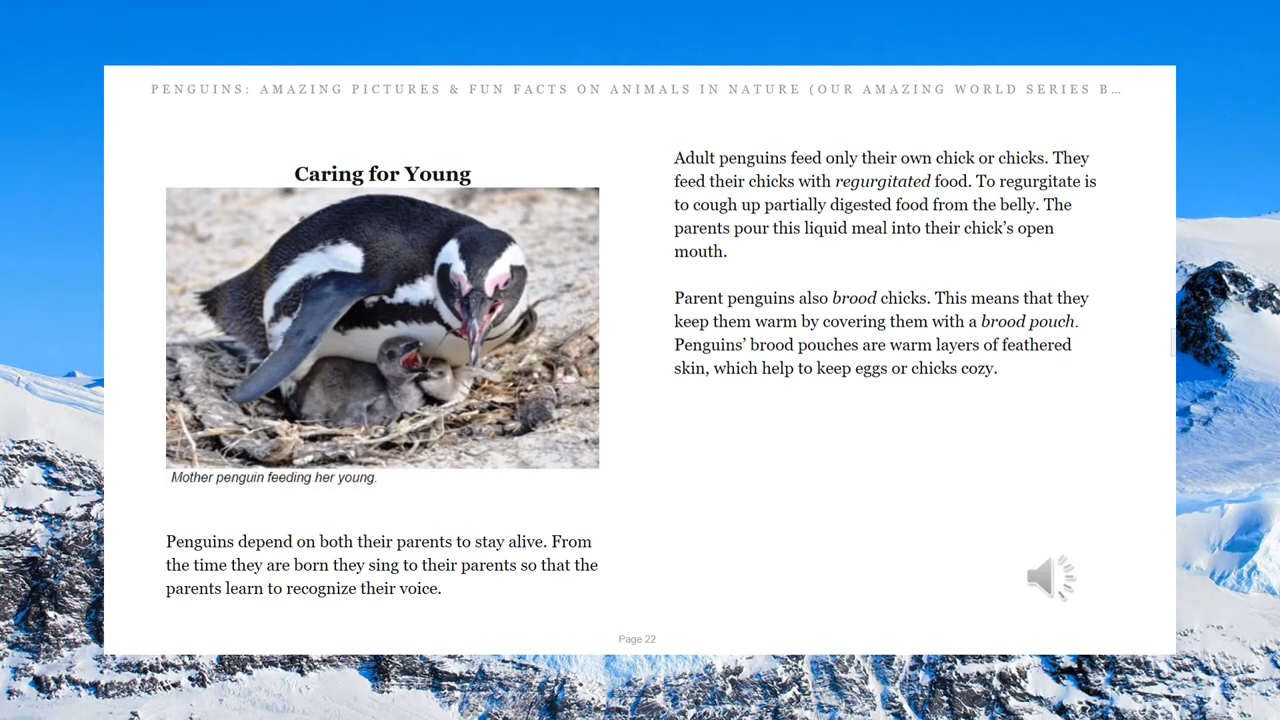 PENGUINS: AMAZING PICTURES & FUN FACTS ON ANIMALS IN NATURE (OUR AMAZING WORLD SERIES B…
Caring for Young
Mother penguin feeding her young.
Penguins depend on both their parents to stay alive. From
the time they are born they sing to their parents so that the
parents learn to recognize their voice.
Adult penguins feed only their own chick or chicks. They
feed their chicks with regurgitated food. To regurgitate is
to cough up partially digested food from the belly. The
parents pour this liquid meal into their chick’s open
mouth.
Parent penguins also brood chicks. This means that they
keep them warm by covering them with a brood pouch.
Penguins’ brood pouches are warm layers of feathered
skin, which help to keep eggs or chicks cozy.
Page 22